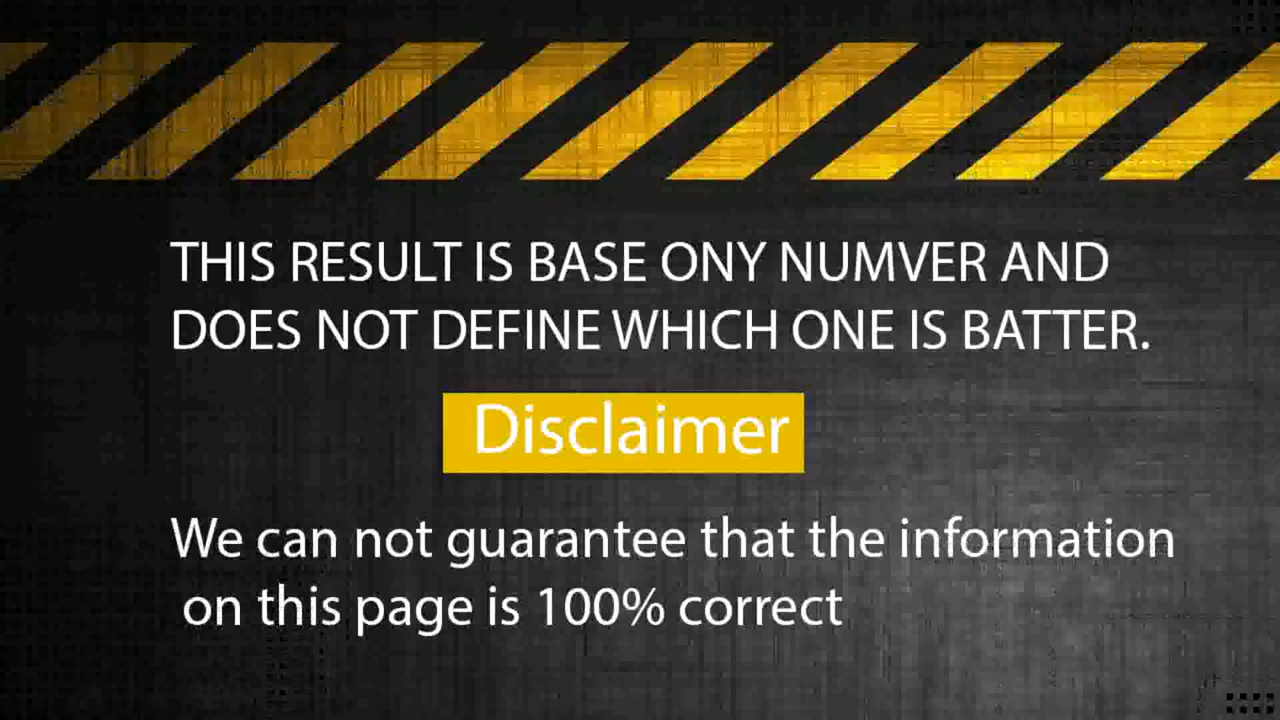 THIS RESULT IS BASE ONY NUMVER AND
DOES NOT DEFINE WHICH ONE IS BATTER.
Disclaimer
We can not guarantee that the information
on this page is 100% correct